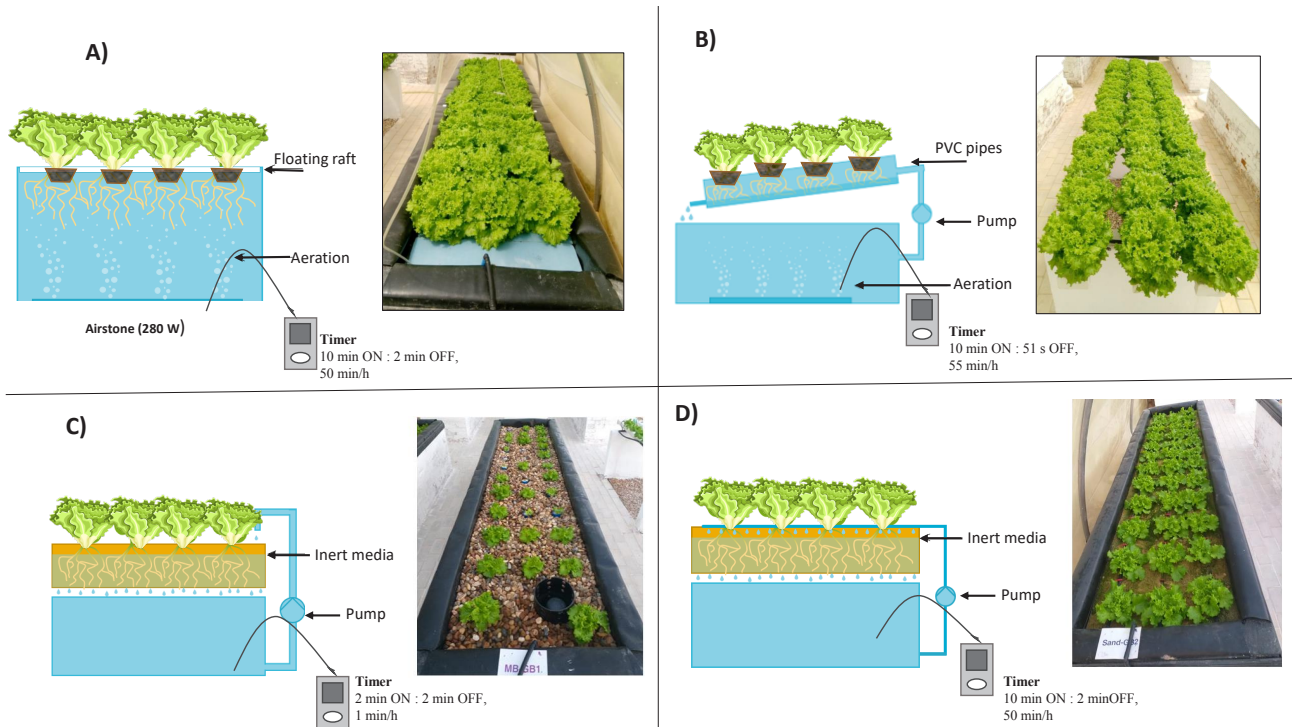 A)
Floating raft
Aeration
Airstone (280 W)
Timer
10 min ON : 2 min OFF,
50 min/h
B)
PVC pipes
Pump
Aeration
Timer
10 min ON : 51 s OFF,
55 min/h
C)
Inert media
Pump
Timer
2 min ON : 2 min OFF,
1 min/h
MB-GB1.
D)
Inert media
Pump
Timer
10 min ON : 2 minOFF,
50 min/h
Sand-GB2